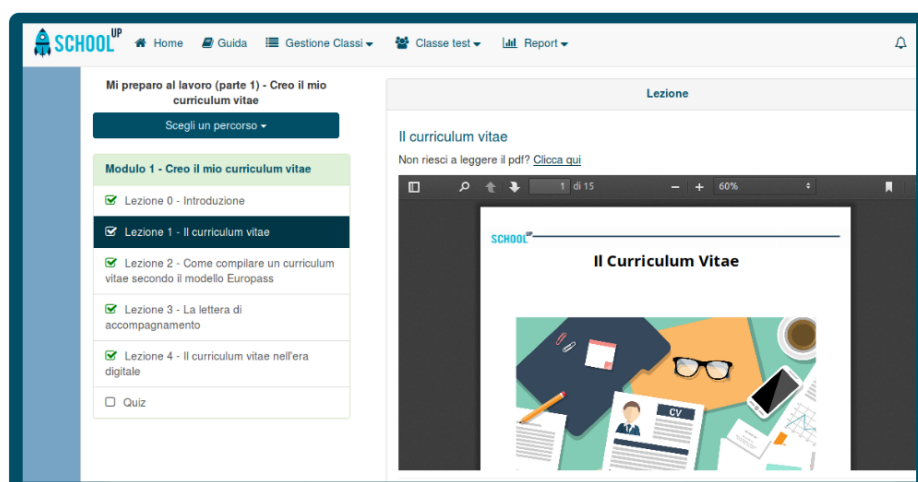 SCHOOL UP
Home
Guida
Gestione Classi
Classe test
Report
Mi preparo al lavoro (parte 1) - Creo il mio
curriculum vitae
Scegli un percorso
Modulo 1 - Creo il mio curriculum vitae
Lezione 0 - Introduzione
Lezione 1 - Il curriculum vitae
Lezione 2 - Come compilare un curriculum
vitae secondo il modello Europass
Lezione 3 - La lettera di
accompagnamento
Lezione 4 - Il curriculum vitae nell'era
digitale
Quiz
Lezione
Il curriculum vitae
Non riesci a leggere il pdf? Clicca qui
1 di 15
60%
SCHOOL UP
Il Curriculum Vitae
CV